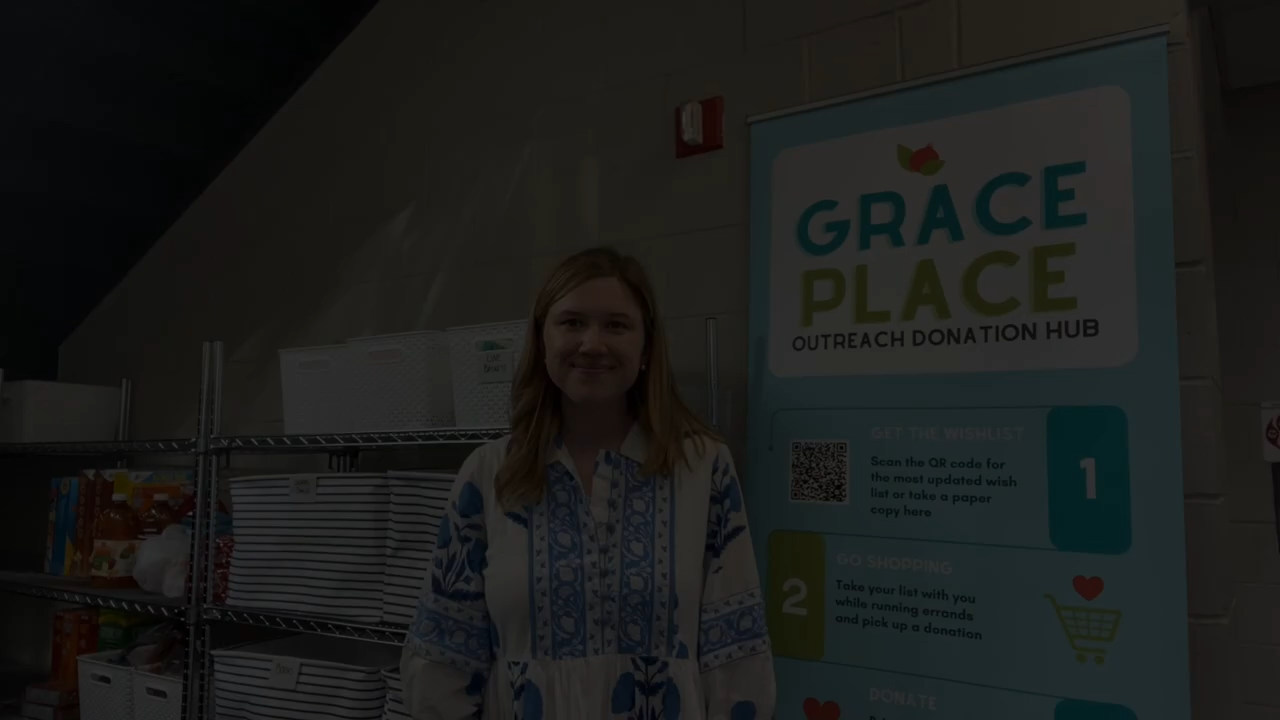 GRACE
PLACE
OUTREACH DONATION HUB
GET THE WISHLIST
Scan the QR code for
the most updated wish
list or take a paper
copy here
1
GO SHOPPING
2
Take your list with you
while running errands
and pick up a donation
DONATE